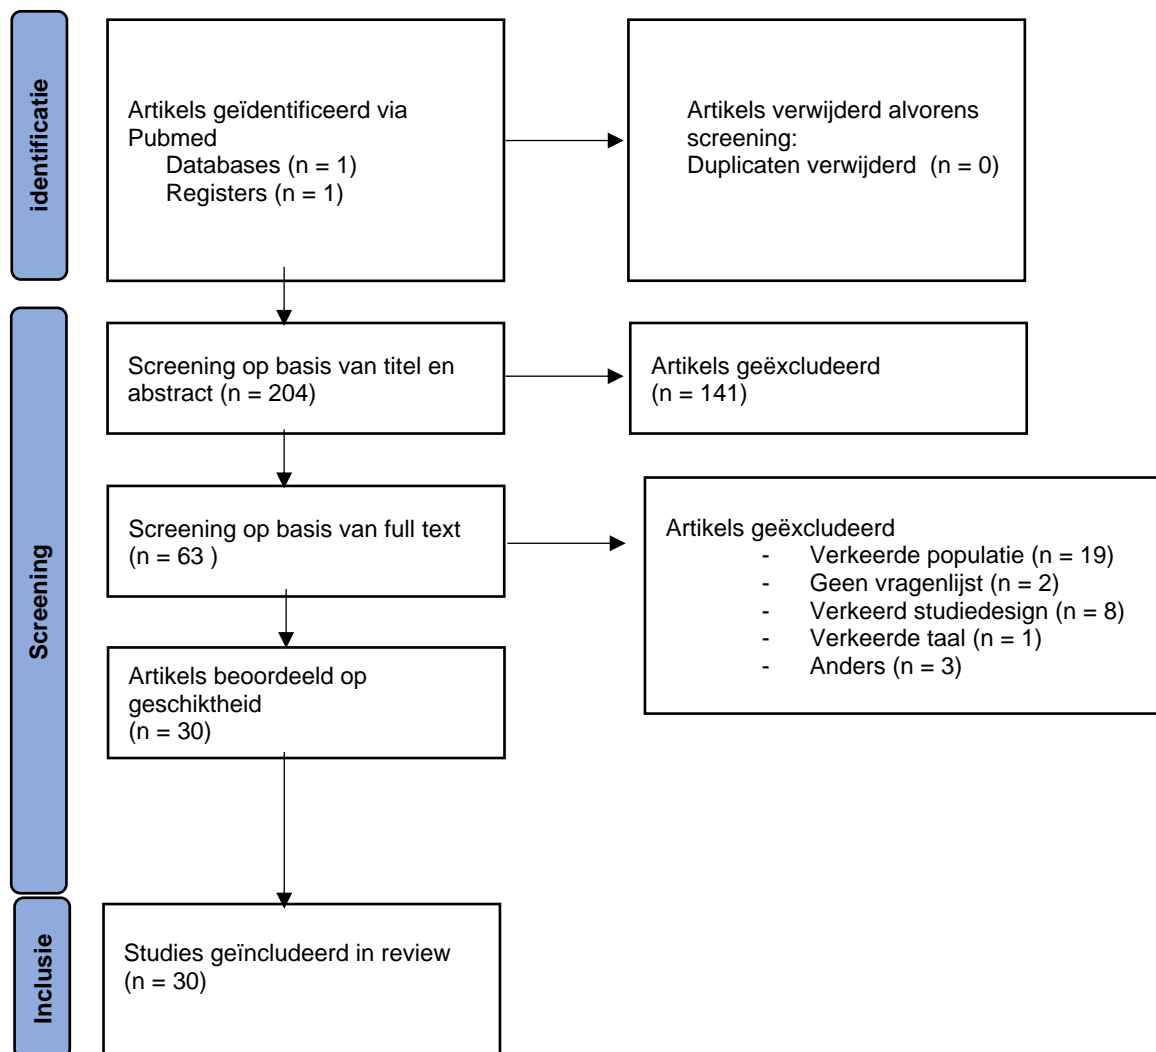 identificatie
Artikels geïdentificeerd via
Pubmed
Databases (n = 1)
Registers (n = 1)
Artikels verwijderd alvorens
screening:
Duplicaten verwijderd (n = 0)
Screening
Screening op basis van titel en
abstract (n = 204)
Artikels geëxcludeerd
(n = 141)
Screening op basis van full text
(n = 63 )
Artikels geëxcludeerd
- Verkeerde populatie (n = 19)
- Geen vragenlijst (n = 2)
- Verkeerd studiedesign (n = 8)
- Verkeerde taal (n = 1)
- Anders (n = 3)
Artikels beoordeeld op
geschiktheid
(n = 30)
Inclusie
Studies geïncludeerd in review
(n = 30)